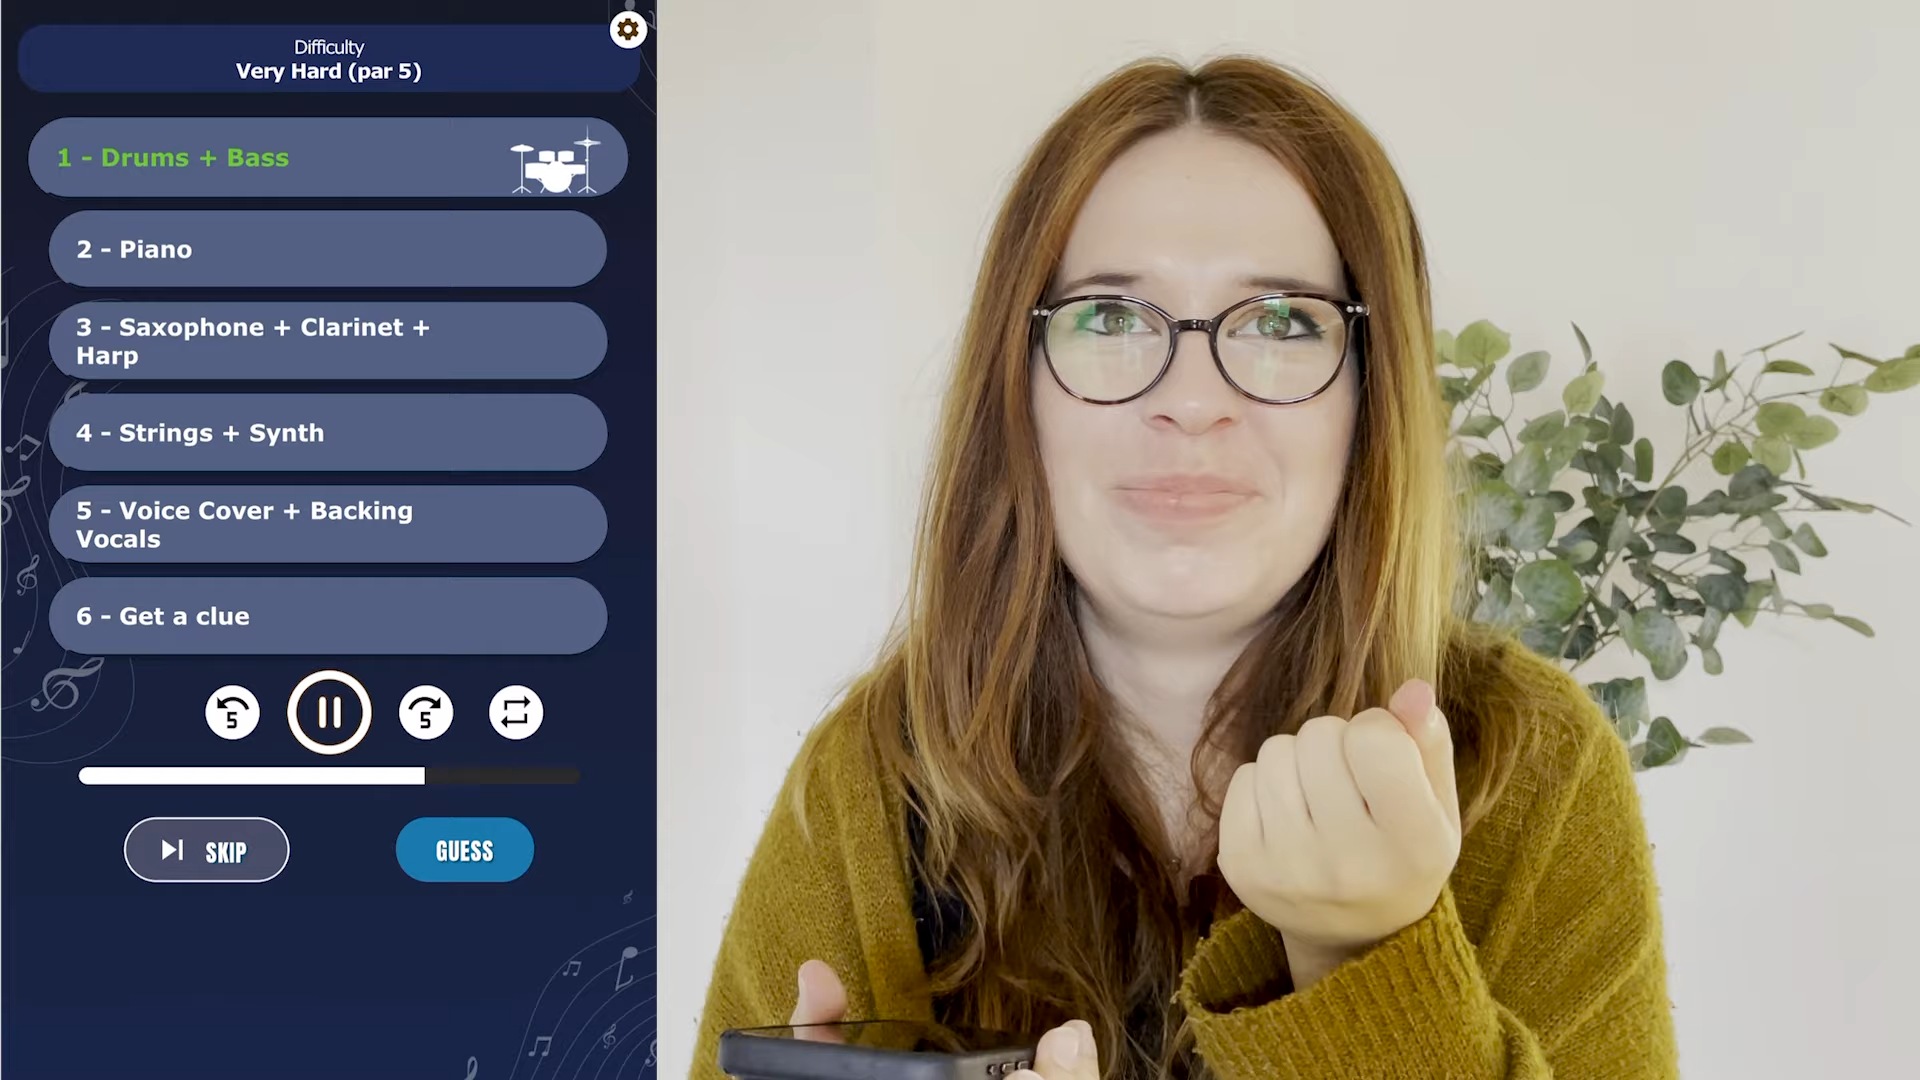 Difficulty
Very Hard (par 5)
1 - Drums + Bass
2 - Piano
3 - Saxophone + Clarinet +
Harp
4 - Strings + Synth
5 - Voice Cover + Backing
Vocals
6 - Get a clue
5
5
SKIP
GUESS